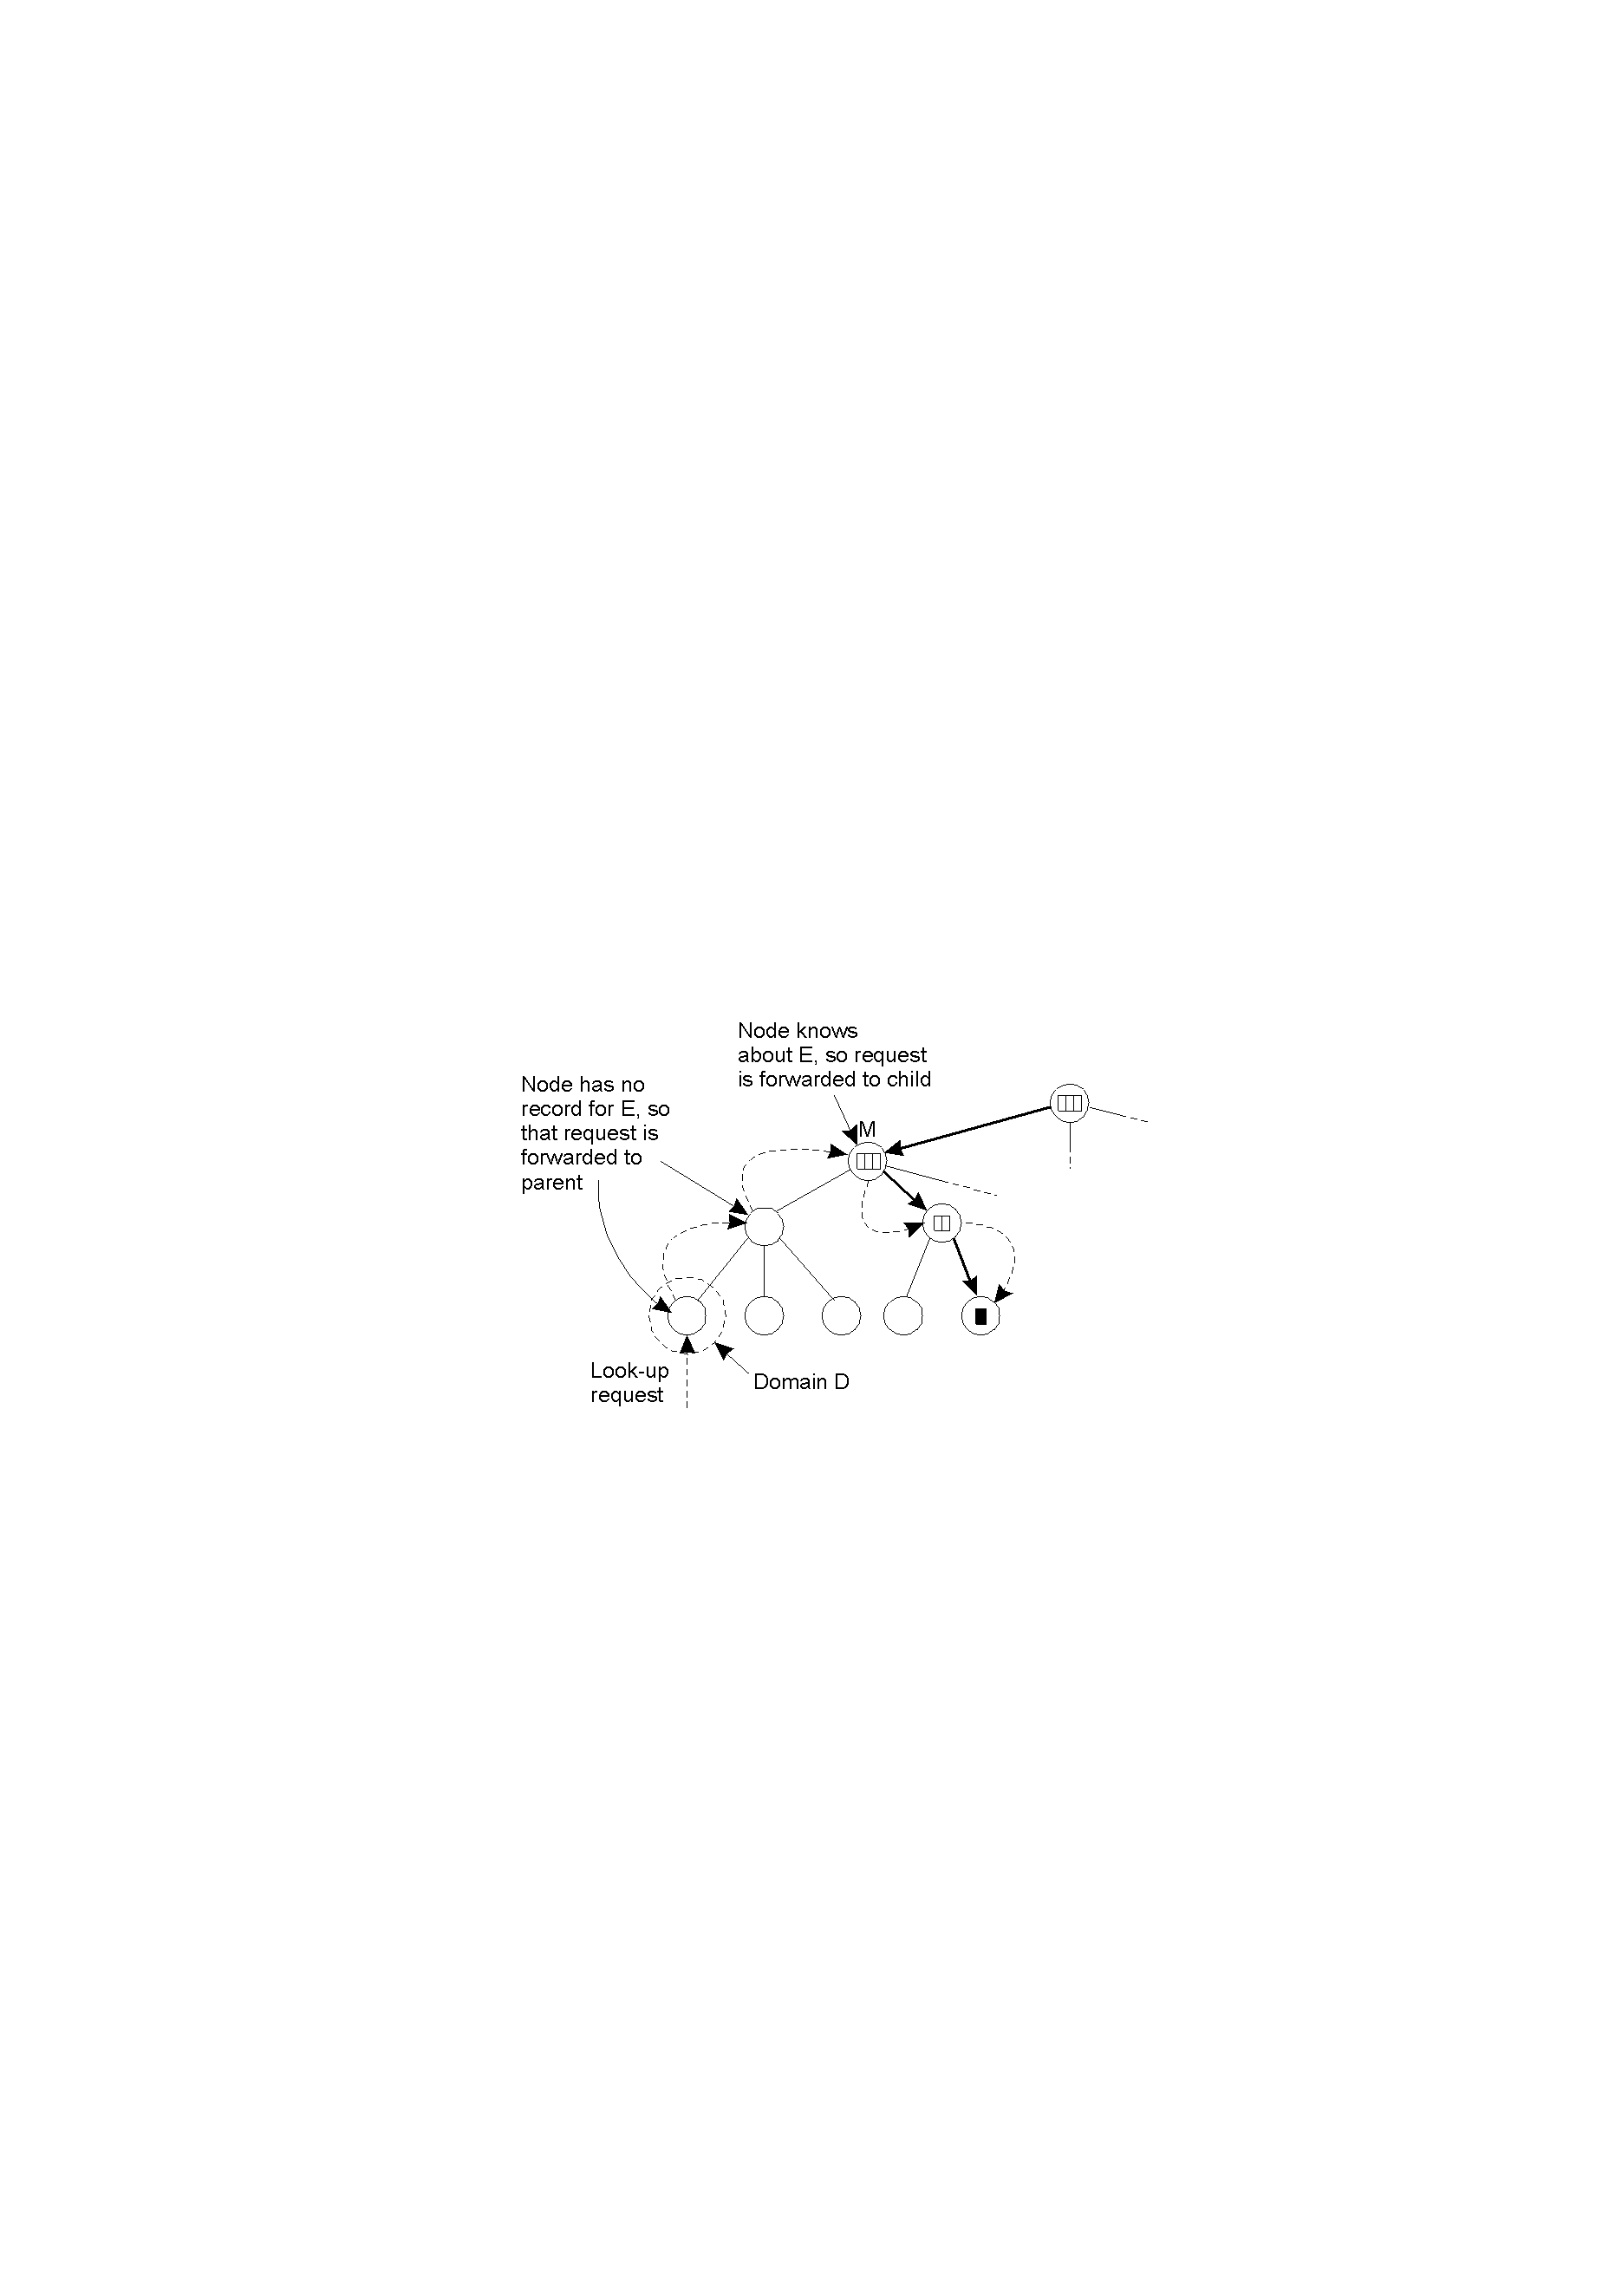 Node knows
about E, so request
is forwarded to child
Node has no
record for E, so
that request is
forwarded to
parent
M
Look-up
request
Domain D